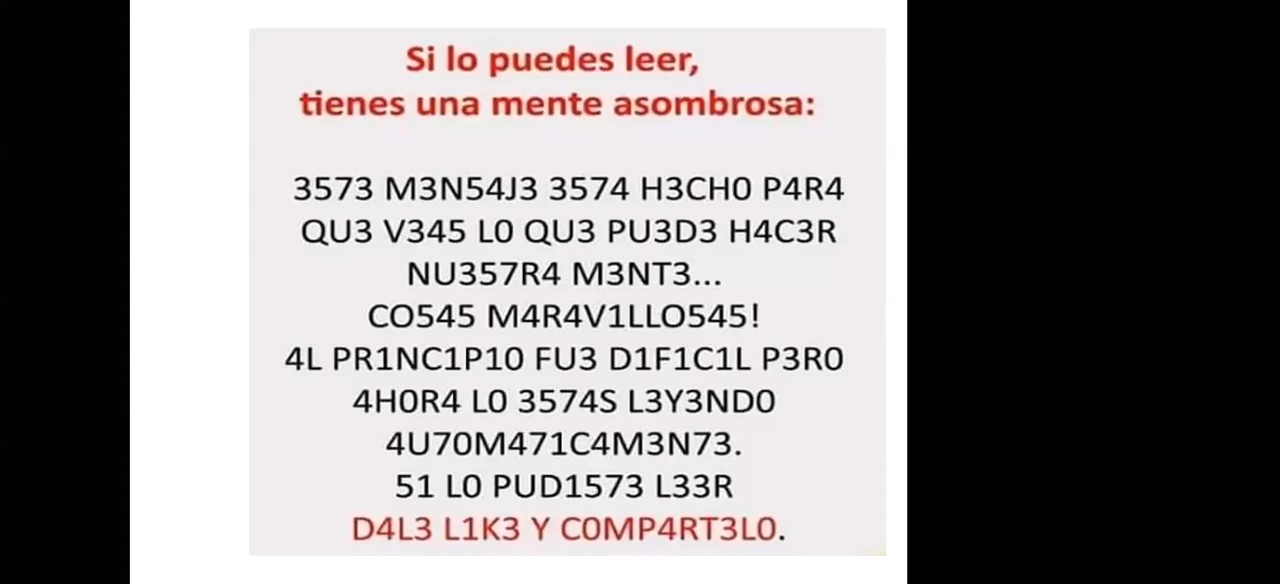 Si lo puedes leer,
tienes una mente asombrosa:
3573 M3N54J3 3574 H3CH0 P4R4
QU3 V345 L0 QU3 PU3D3 H4C3R
NU357R4 M3NT3...
CO545 M4R4V1LLO545!
4L PR1NC1P10 FU3 D1F1C1L P3R0
4H0R4 L0 3574S L3Y3ND0
4U70M471C4M3N73.
51 L0 PUD1573 L33R
D4L3 L1K3 Y C0MP4RT3L0.